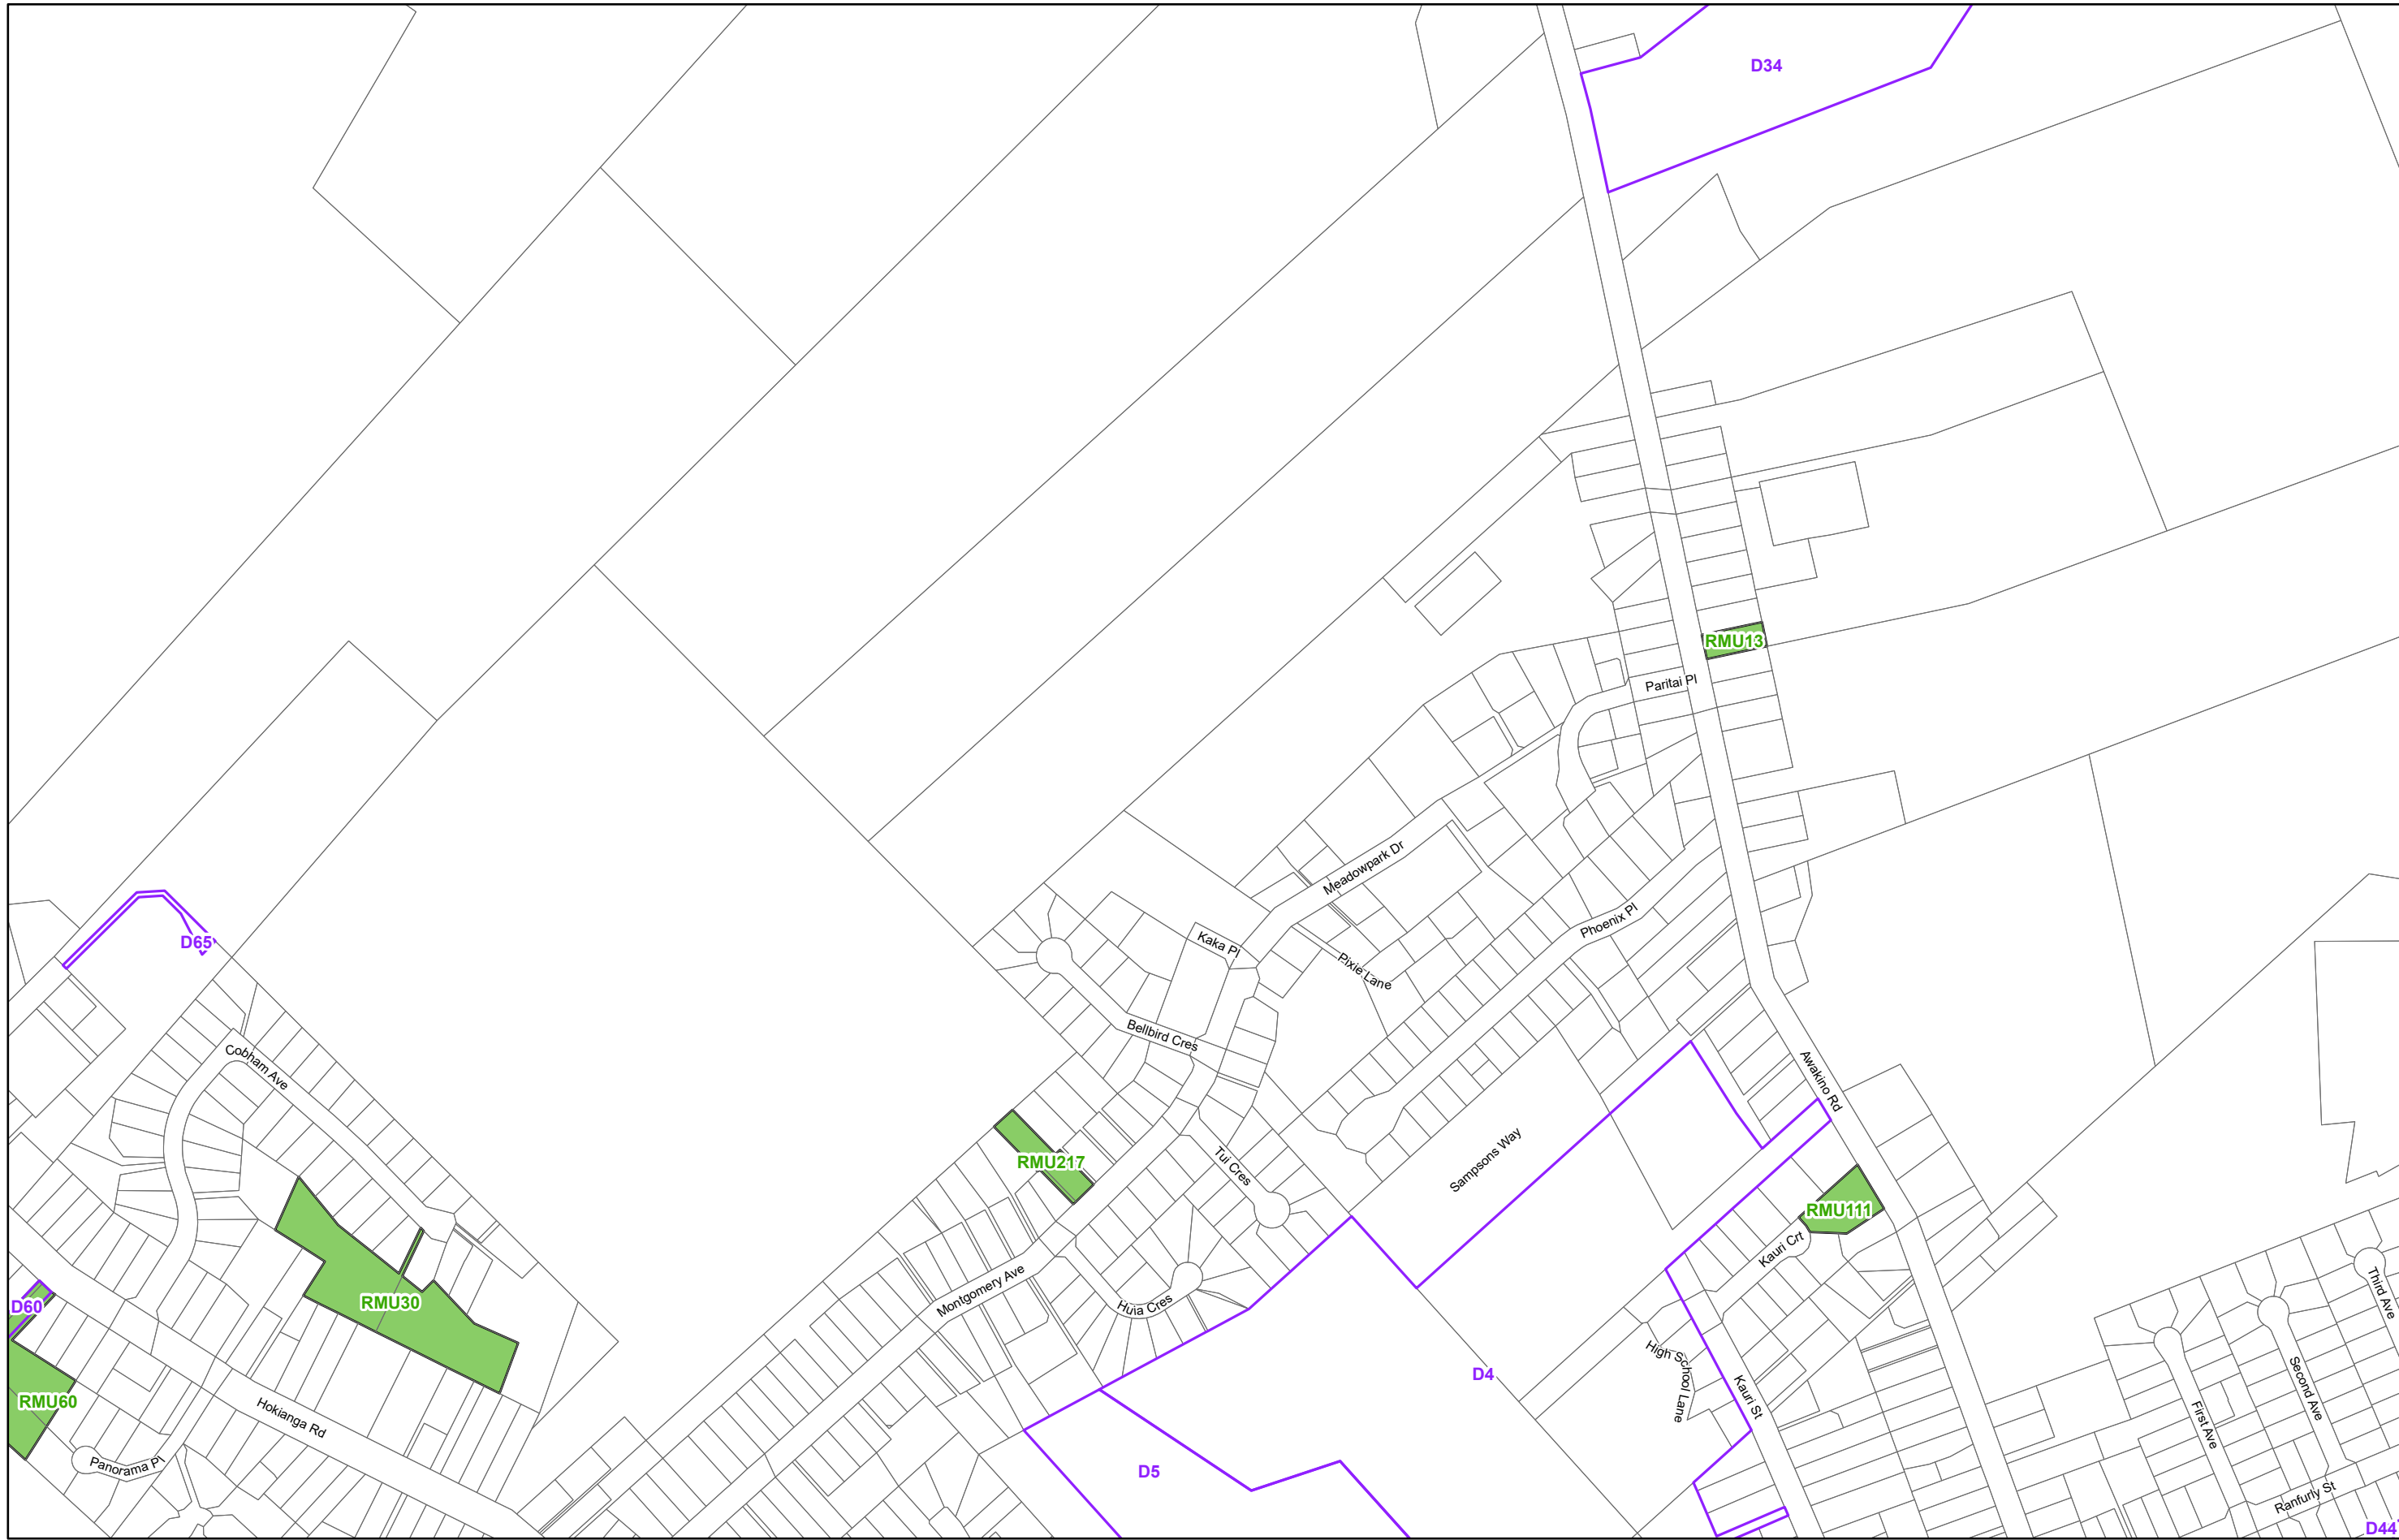 D34
RMU13
Paritai Pl
Meadowpark Dr
Phoenix Pl
Kaka Pl
D65
Pixie Lane
Bellbird Cres
Cobham Ave
Awakino Rd
Sampsons Way
RMU217
Tui Cres
RMU111
Kauri Crt
Montgomery Ave
Huia Cres
RMU30
D60
Third Ave
High School Lane
D4
Second Ave
Kauri St
RMU60
Hokianga Rd
First Ave
Panorama Pl
D5
Ranfurly St
D44